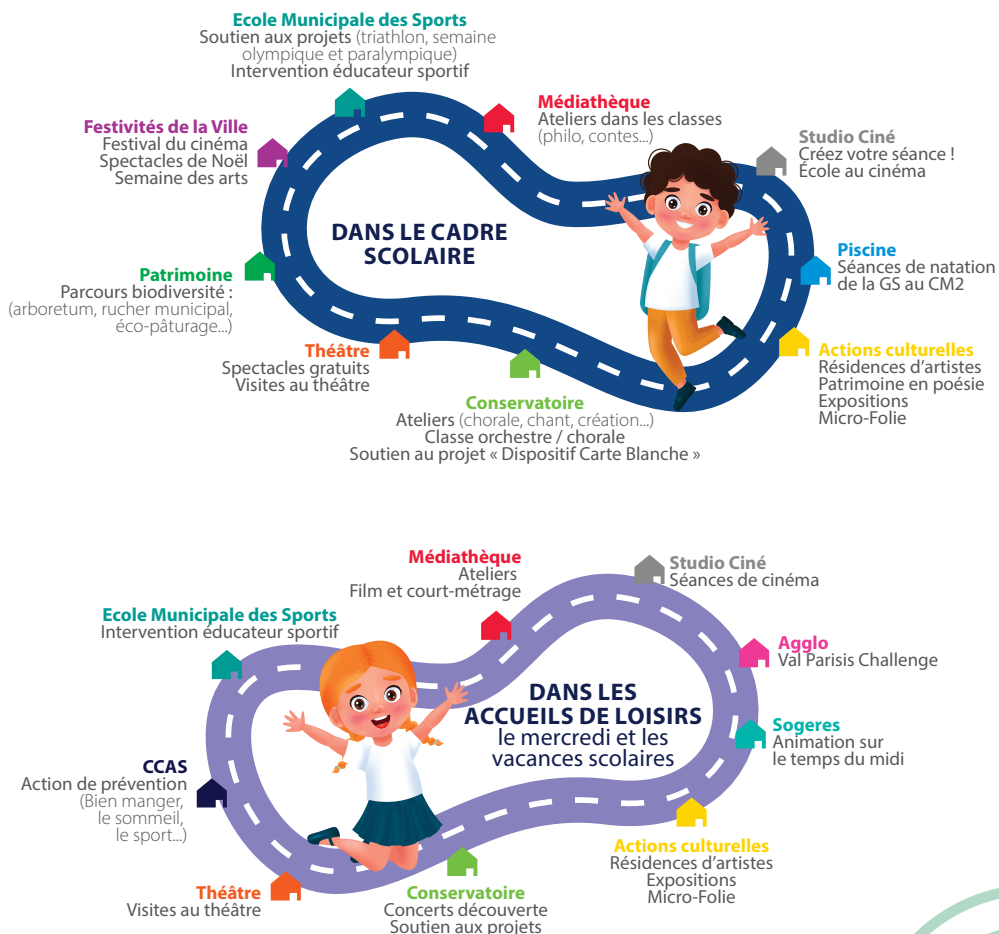 Ecole Municipale des Sports
Soutien aux projets (triathlon, semaine
olympique et paralympique)
Intervention éducateur sportif
Médiathèque
Ateliers dans les classes
(philo, contes...)
Studio Ciné
Créez votre séance !
École au cinéma
Festivités de la Ville
Festival du cinéma
Spectacles de Noël
Semaine des arts
DANS LE CADRE
SCOLAIRE
Piscine
Séances de natation
de la GS au CM2
Patrimoine
Parcours biodiversité :
(arboretum, rucher municipal,
éco-pâturage...)
Théâtre
Spectacles gratuits
Visites au théâtre
Actions culturelles
Résidences d'artistes
Patrimoine en poésie
Expositions
Micro-Folie
Conservatoire
Ateliers (chorale, chant, création...)
Classe orchestre / chorale
Soutien au projet « Dispositif Carte Blanche »
Médiathèque
Ateliers
Film et court-métrage
Studio Ciné
Séances de cinéma
Ecole Municipale des Sports
Intervention éducateur sportif
Agglo
Val Parisis Challenge
DANS LES
ACCUEILS DE LOISIRS
le mercredi et les
vacances scolaires
Sogeres
Animation sur
le temps du midi
CCAS
Action de prévention
(Bien manger,
le sommeil,
le sport...)
Actions culturelles
Résidences d'artistes
Expositions
Micro-Folie
Théâtre
Visites au théâtre
Conservatoire
Concerts découverte
Soutien aux projets